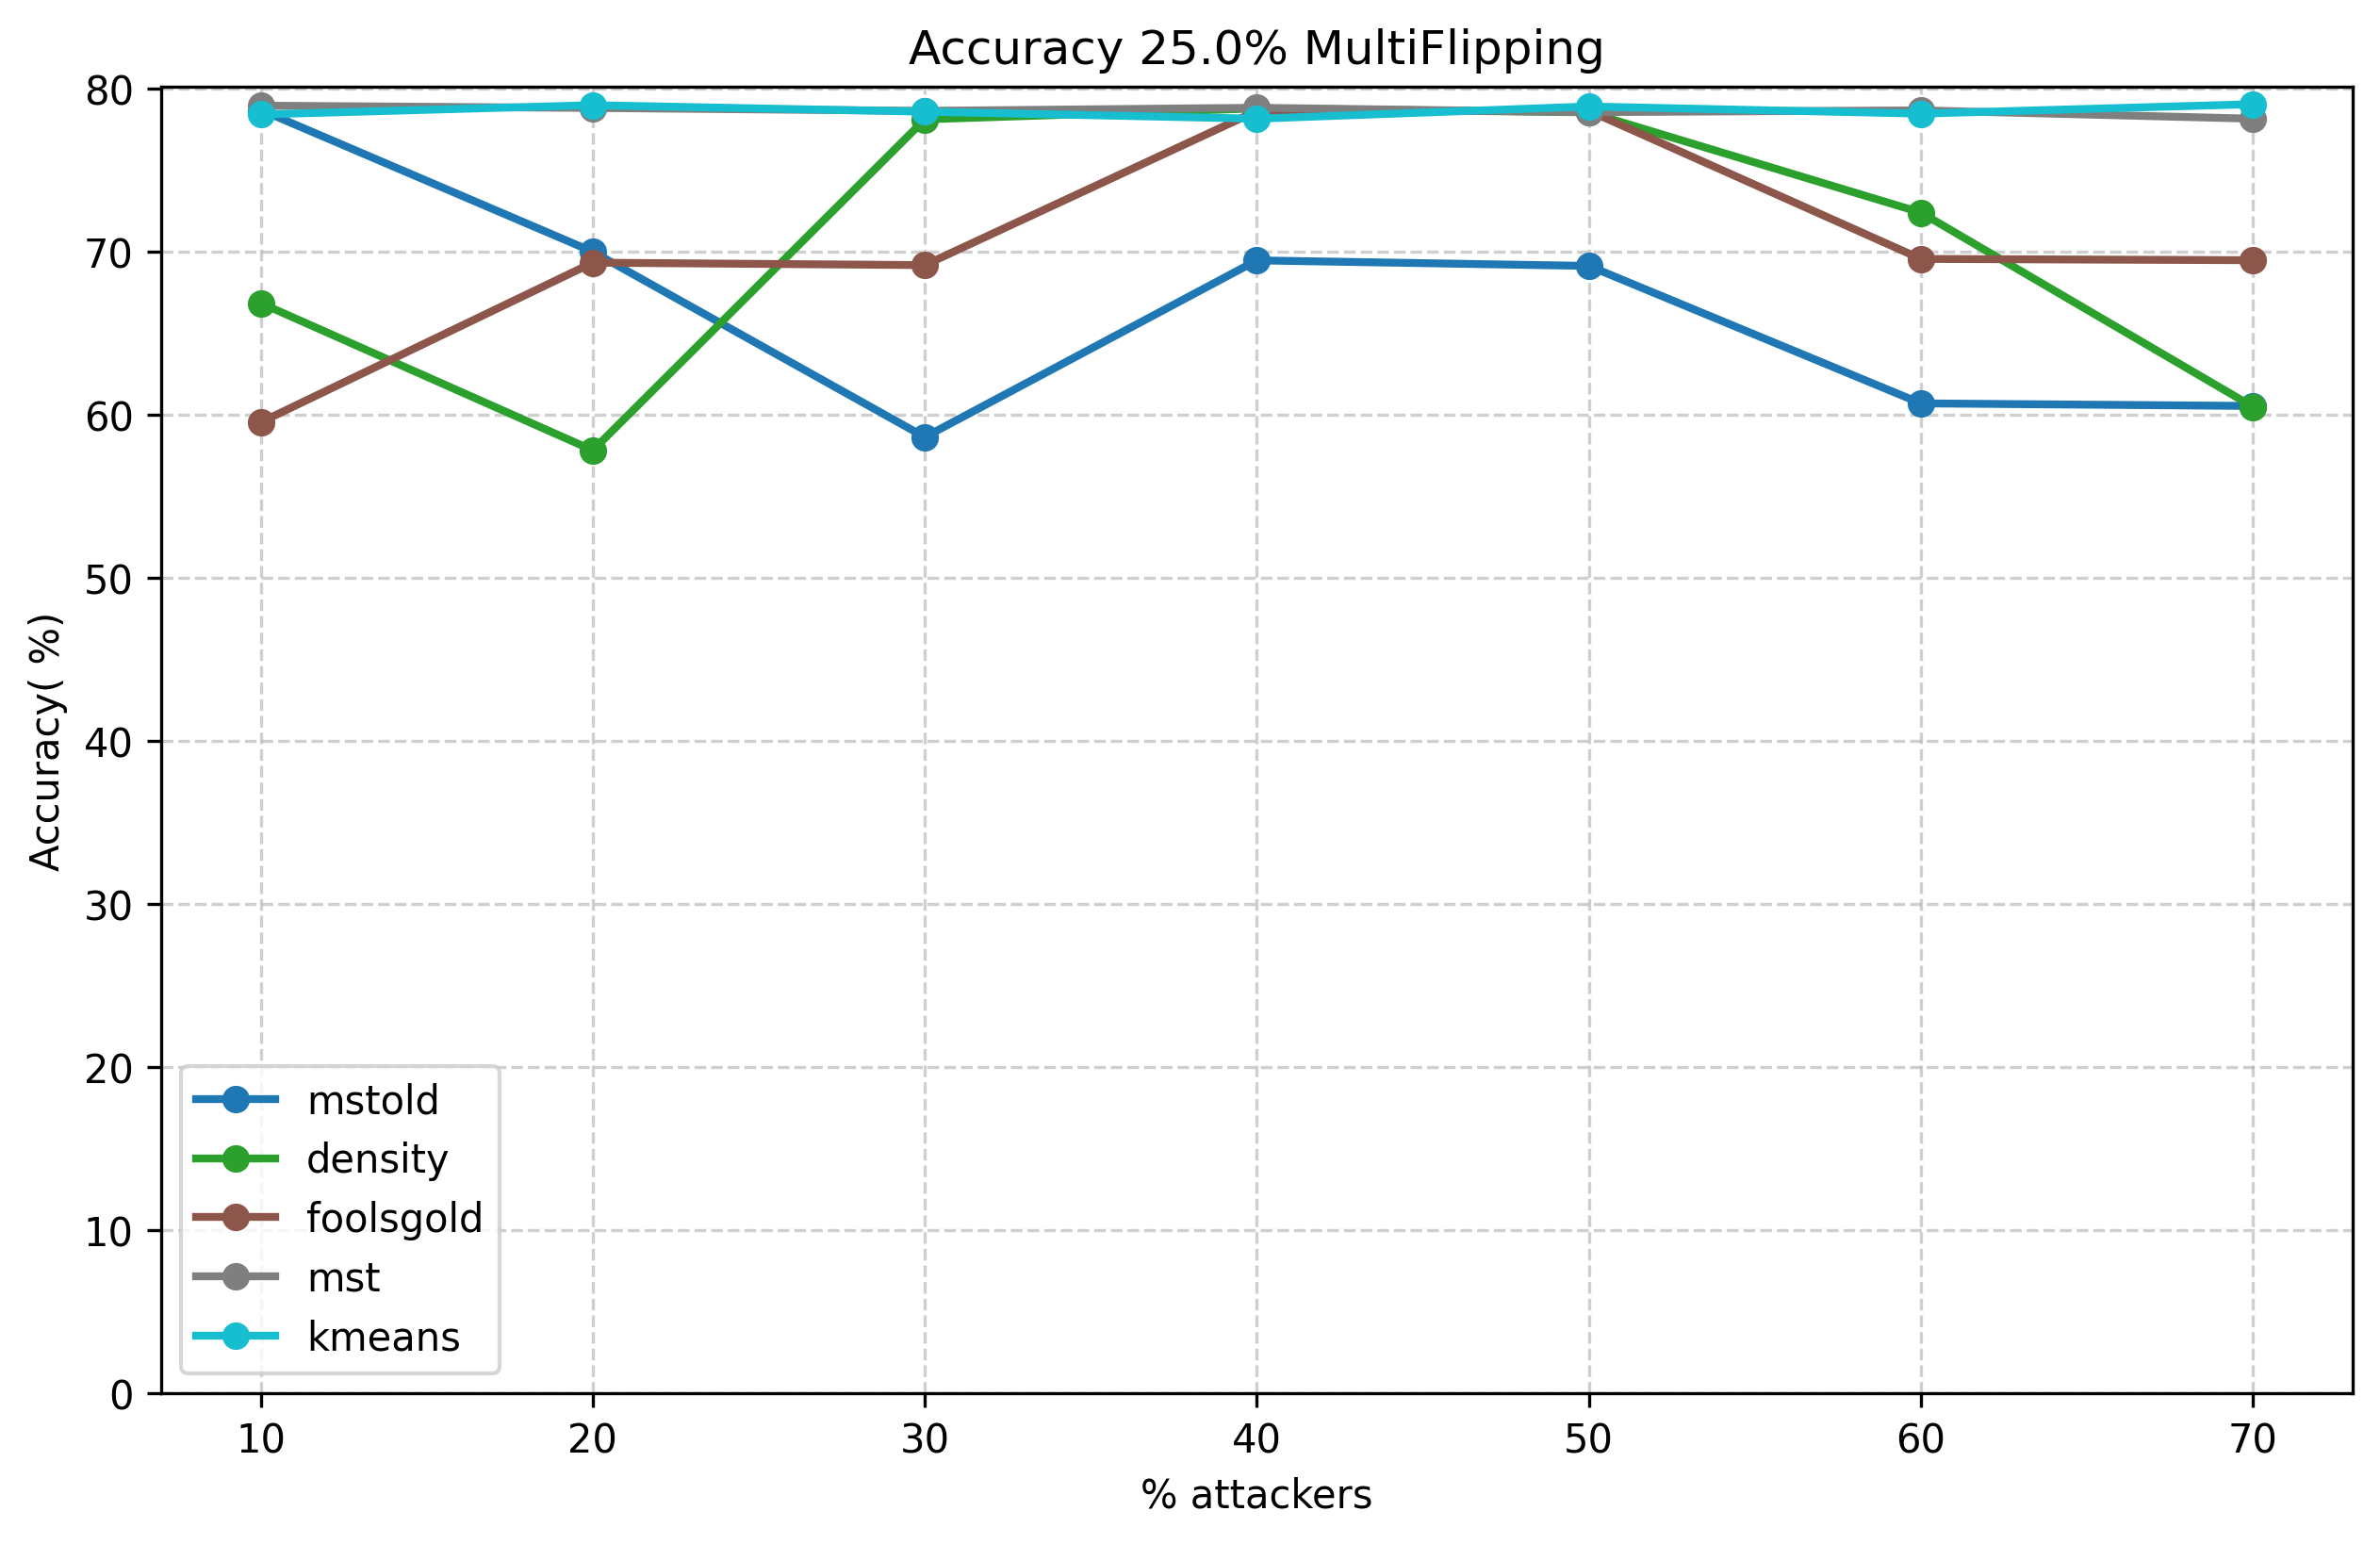 Accuracy 25.0% MultiFlipping
80
70
60
50
40
30
20
10
0
Accuracy( %)
mstold
density
foolsgold
mst
kmeans
10 20 30 40 50 60 70
% attackers